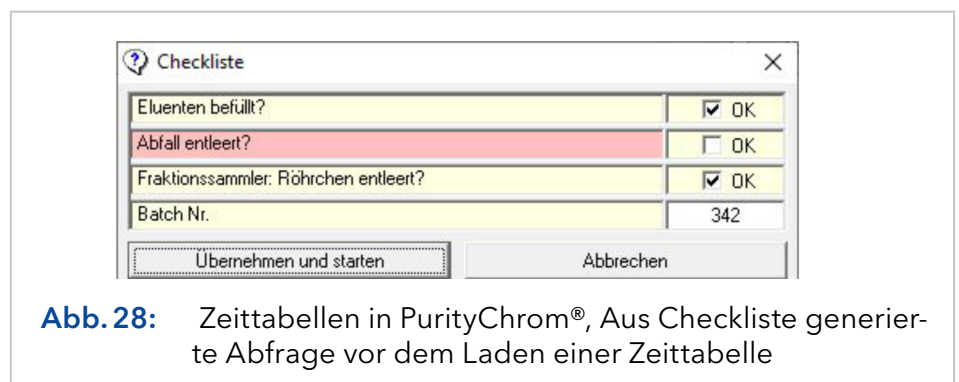 Checkliste
Eluenten befüllt? OK
Abfall entleert? OK
Fraktionssammler: Röhrchen entleert? OK
Batch Nr. 342
Übernehmen und starten Abbrechen
Abb. 28: Zeittabellen in PurityChrom®, Aus Checkliste generier-
te Abfrage vor dem Laden einer Zeittabelle